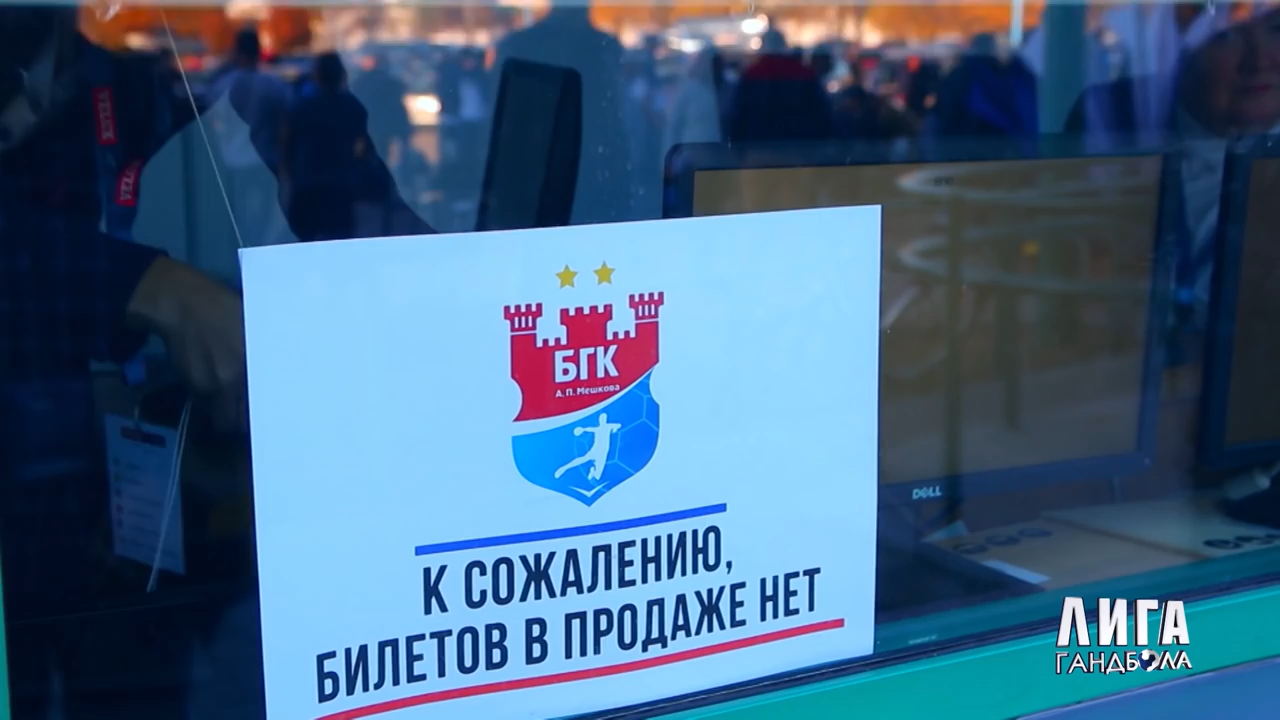 БГК
А. П. Мешкова
К СОЖАЛЕНИЮ,
БИЛЕТОВ В ПРОДАЖЕ НЕТ
DELL
ЛИГА
ГАНДБОЛА